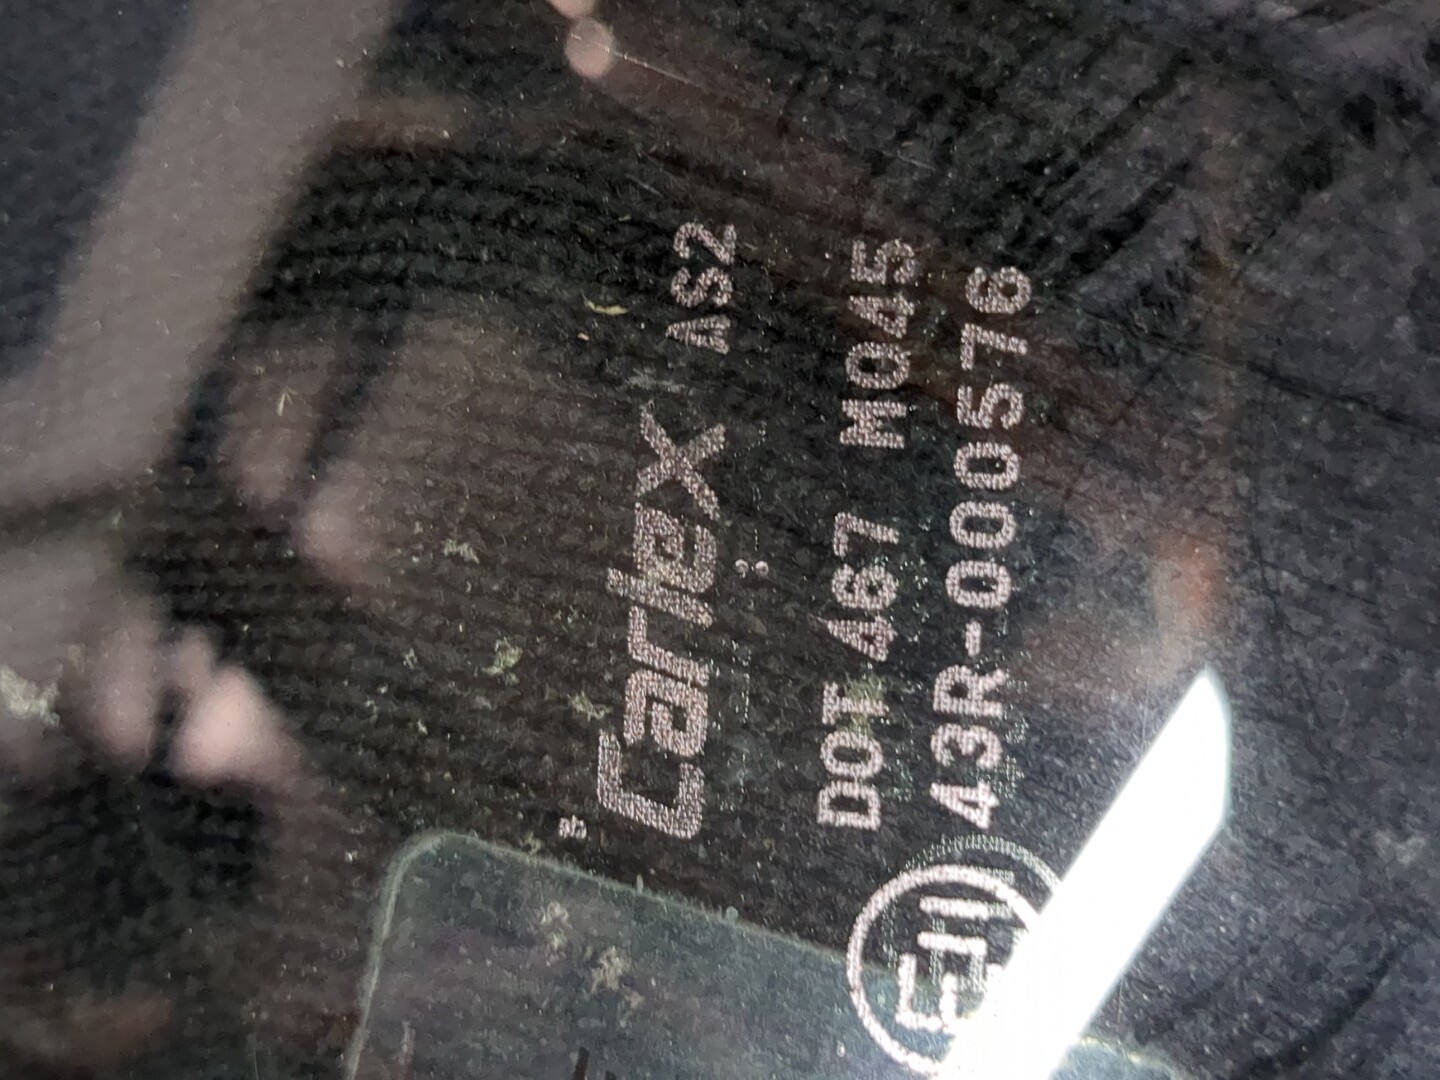 Carlex AS2
DOT 467 M045
43R-000576
E11